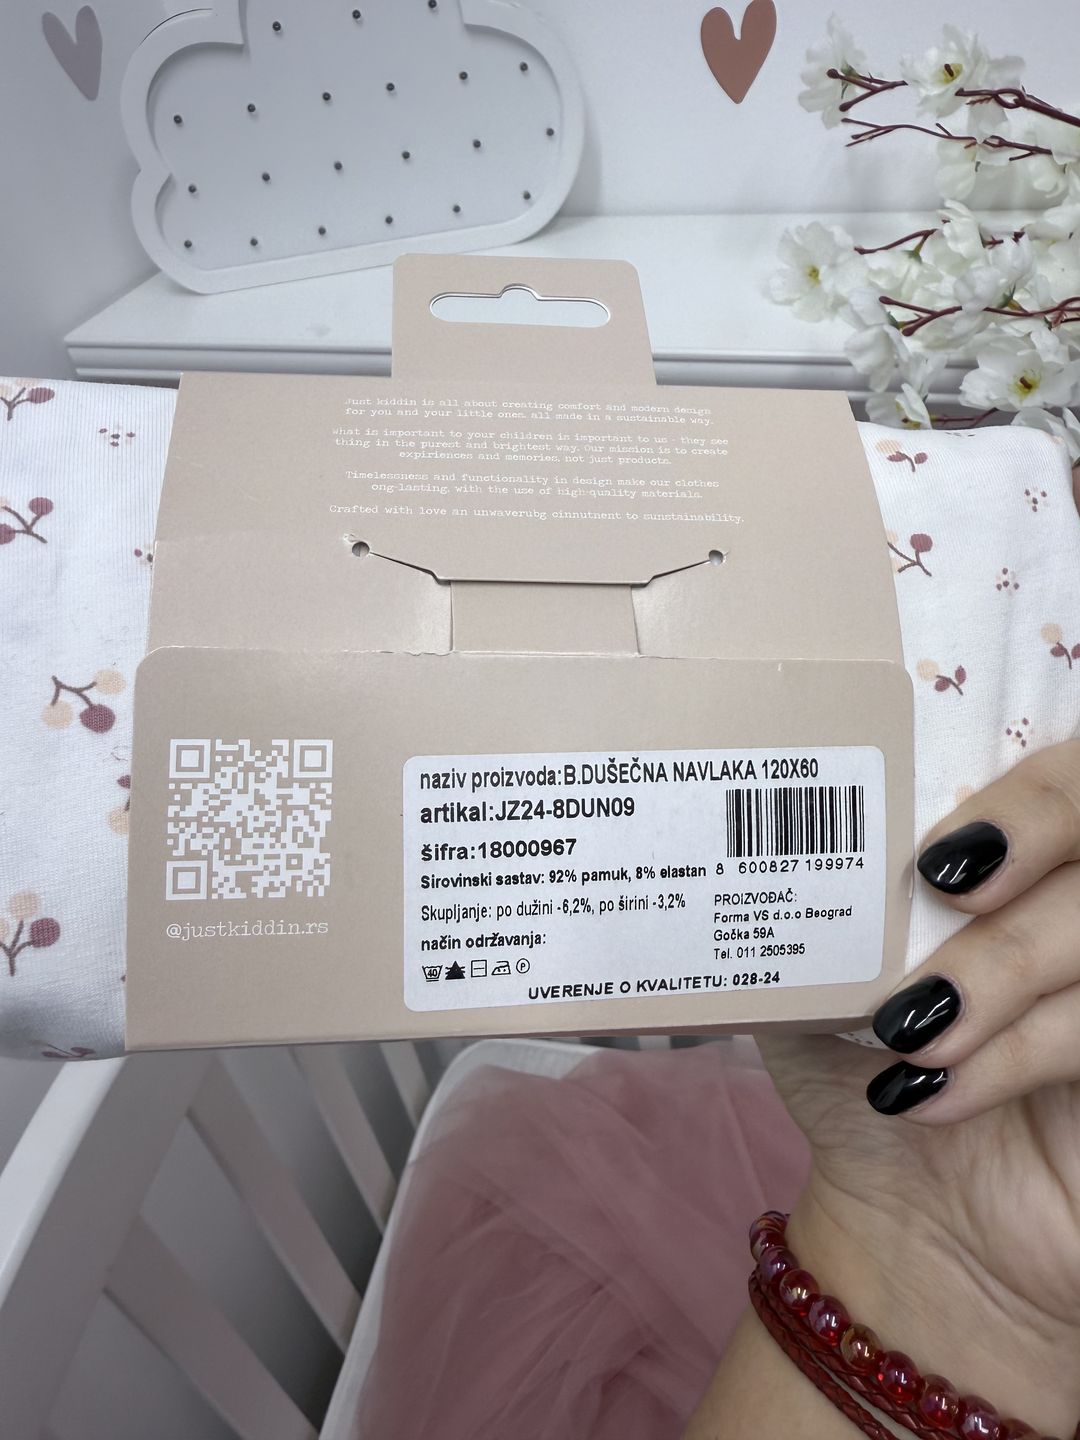 Just kiddin is all about creating comfort and modern design
for you and your little ones, all made in a sustainable way.
What is important to your children is important to us - they see
thing in the purest and brightest way. Our mission is to create
expiriences and memories, not just products.
Timelessness and functionality in design make our clothes
ong-lasting, with the use of high-quality materials.
Crafted with love an unwaverubg cinnutnent to sunstainability.
@justkiddin.rs
naziv proizvoda:B.DUŠEČNA NAVLAKA 120X60
artikal:JZ24-8DUN09
šifra:18000967
Sirovinski sastav: 92% pamuk, 8% elastan
8 600827 199974
Skupljanje: po dužini -6,2%, po širini -3,2%
način održavanja:
40
P
PROIZVOĐAČ:
Forma VS d.o.o Beograd
Gočka 59A
Tel. 011 2505395
UVERENJE O KVALITETU: 028-24